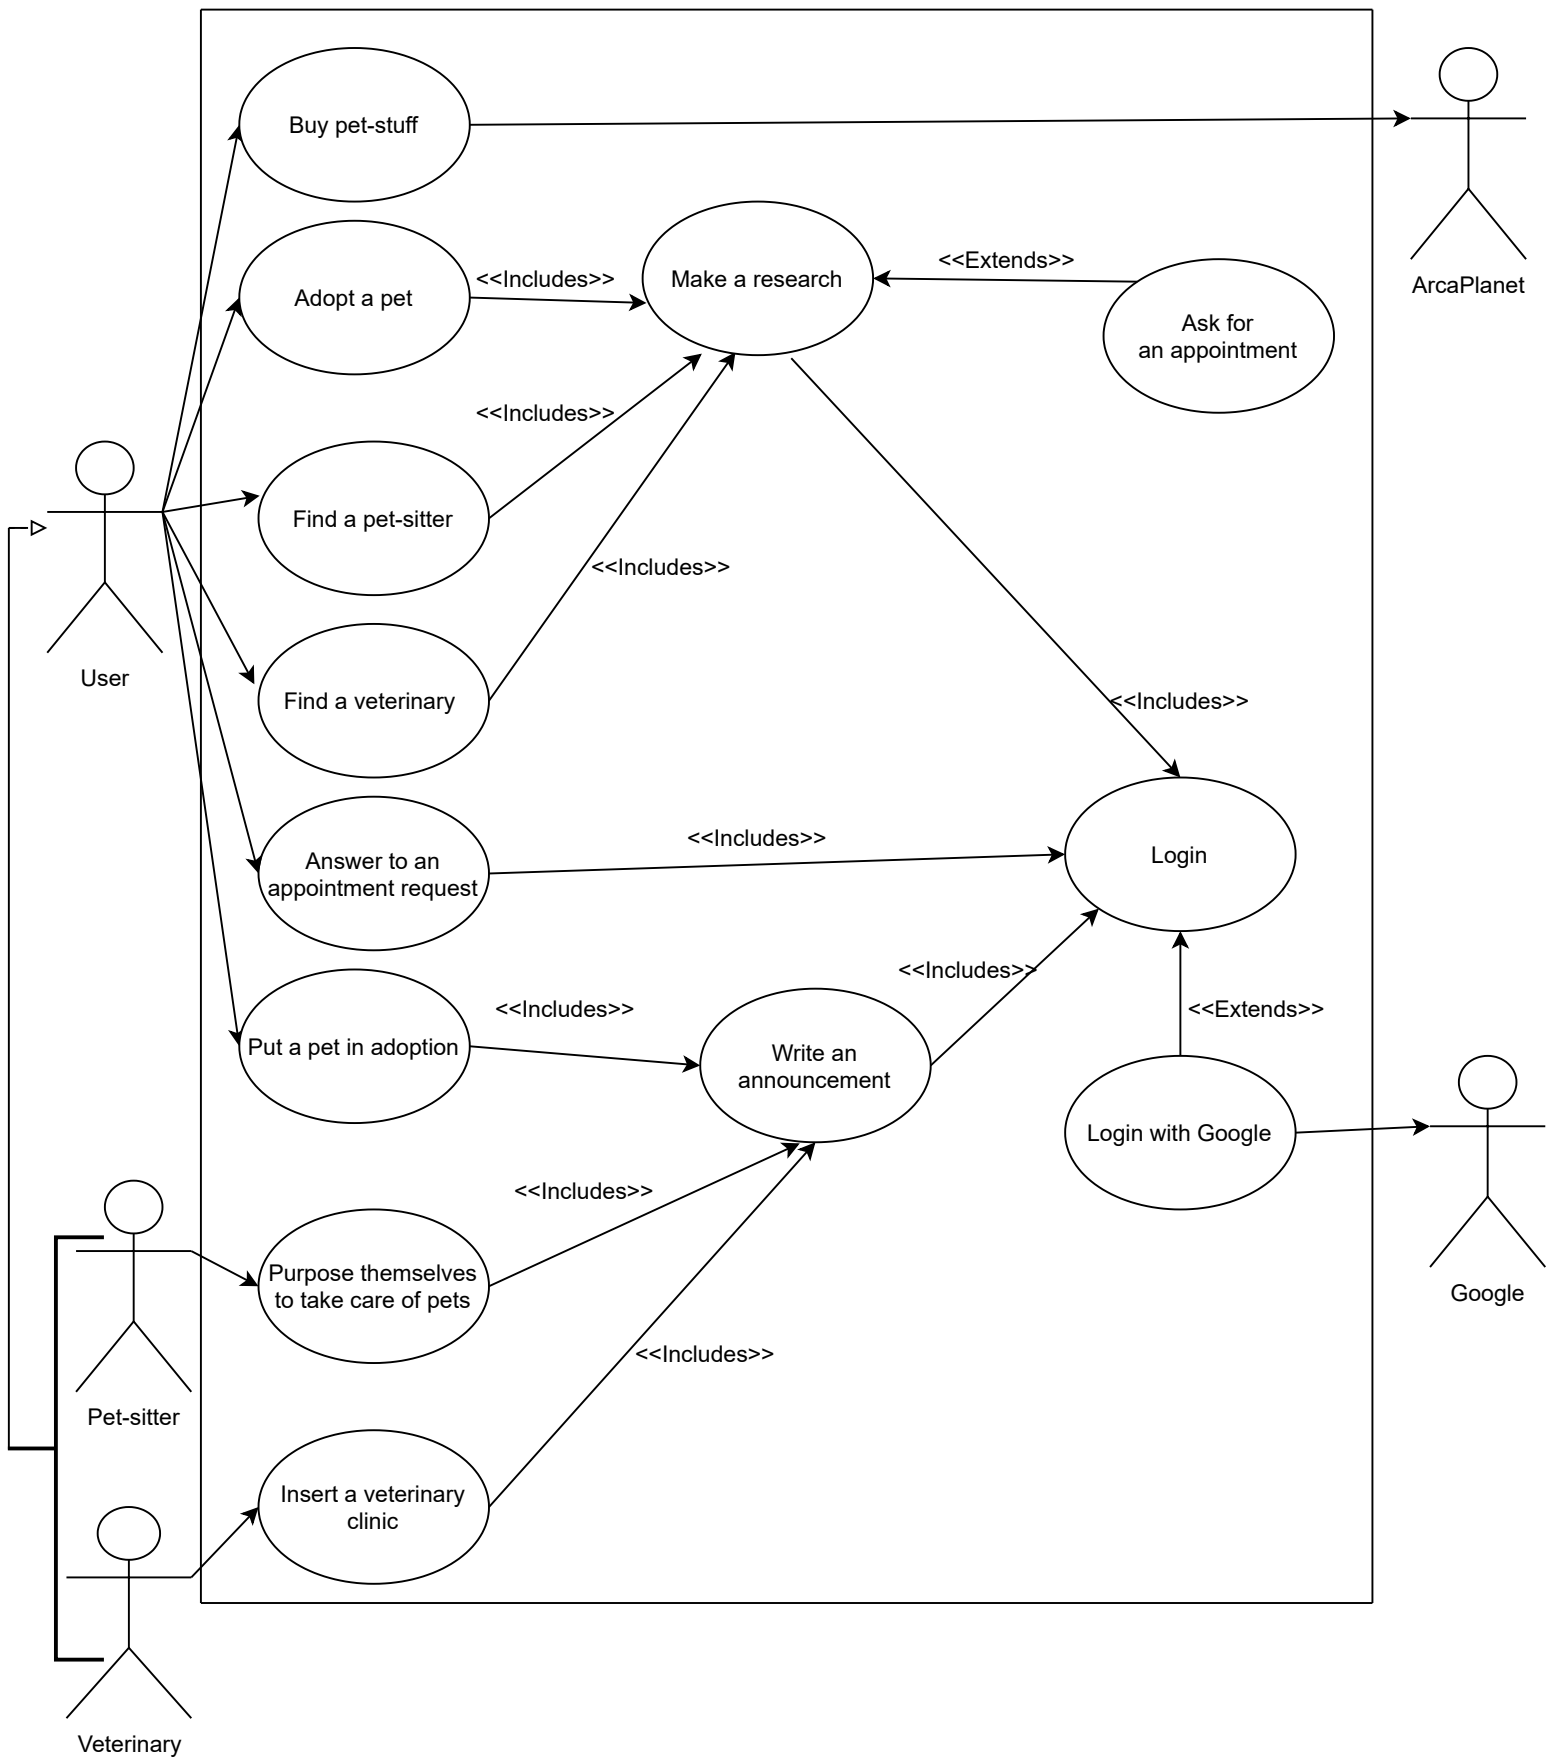 Buy pet-stuff
ArcaPlanet
Adopt a pet
<<Includes>>
Make a research
<<Extends>>
Ask for
an appointment
<<Includes>>
Find a pet-sitter
<<Includes>>
User
Find a veterinary
<<Includes>>
Answer to an
appointment request
<<Includes>>
Login
<<Includes>>
Put a pet in adoption
<<Includes>>
Write an
announcement
<<Extends>>
Login with Google
Google
<<Includes>>
Purpose themselves
to take care of pets
<<Includes>>
Pet-sitter
Insert a veterinary
clinic
Veterinary